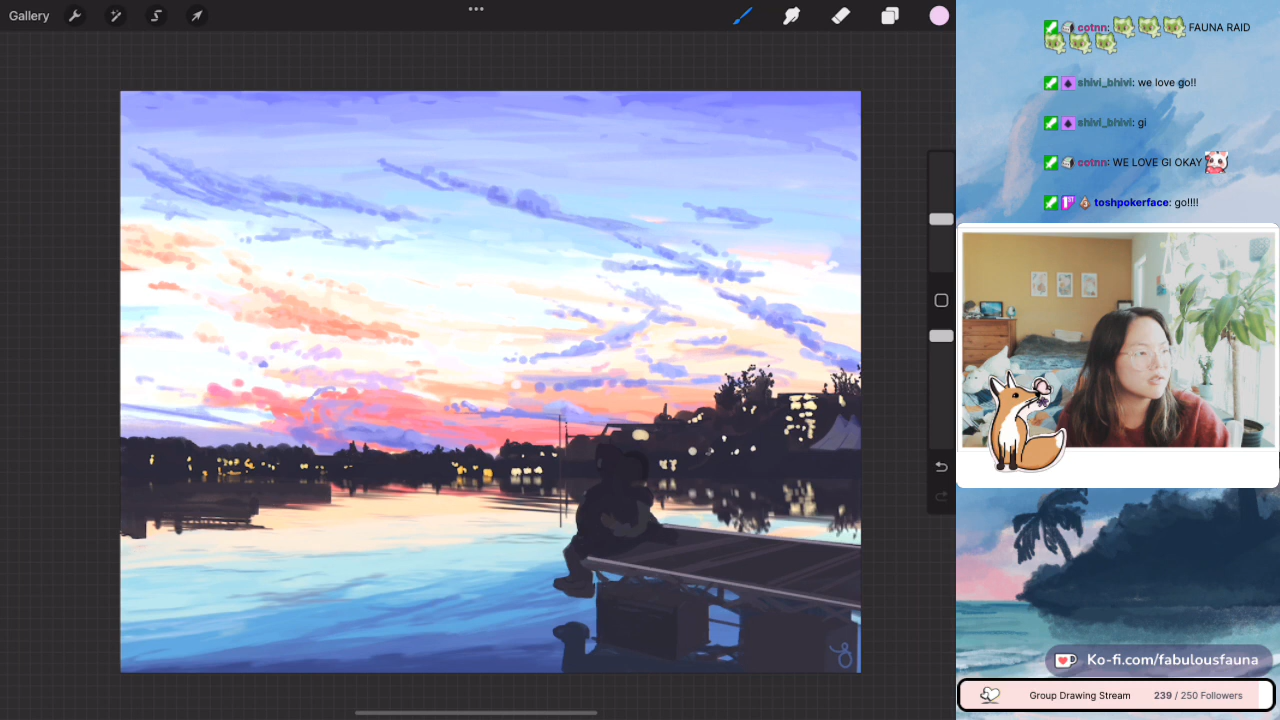 Gallery
cotnn: FAUNA RAID
shivi_bhivi: we love go!!
shivi_bhivi: gi
cotnn: WE LOVE GI OKAY
toshpokerface: go!!!!
Ko-fi.com/fabulousfauna
Group Drawing Stream 239 / 250 Followers